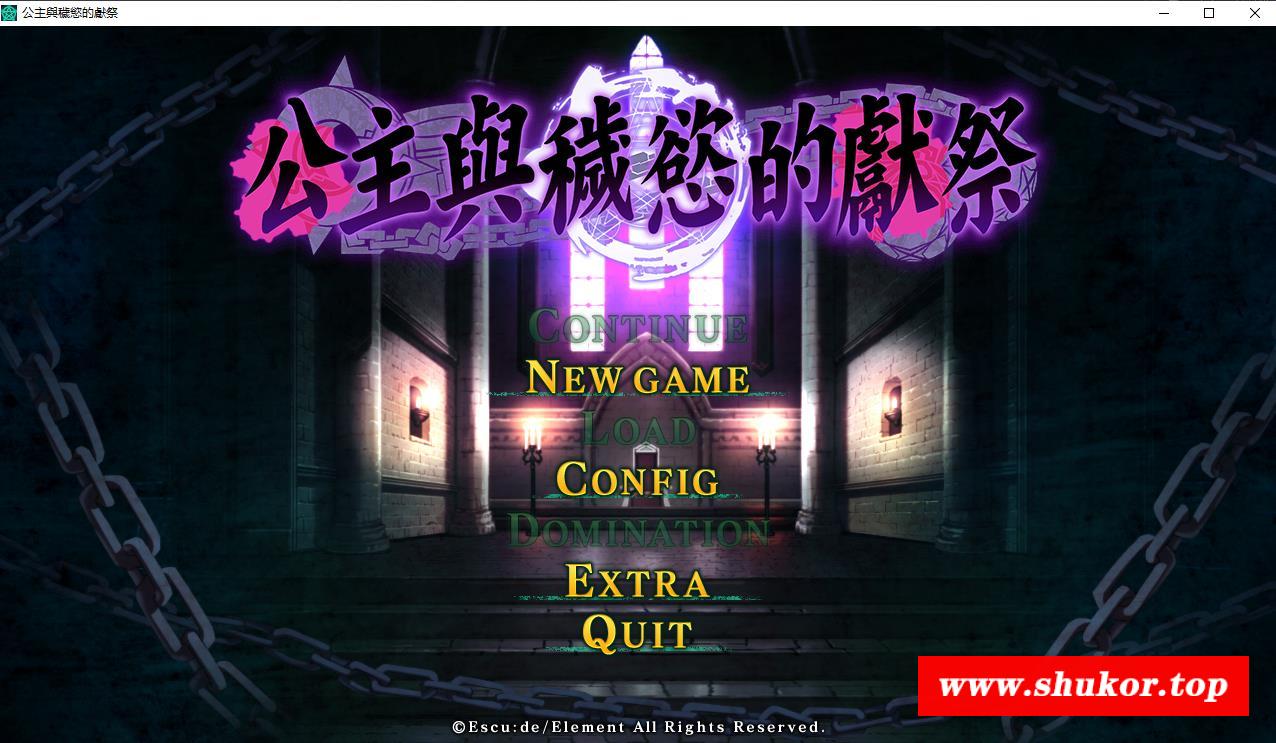 公主與穢慾的獻祭
公主與穢慾的獻祭
CONTINUE
NEW GAME
LOAD
CONFIG
DOMINATION
EXTRA
QUIT
www.shukor.top
©Escu:de/Element All Rights Reserved.